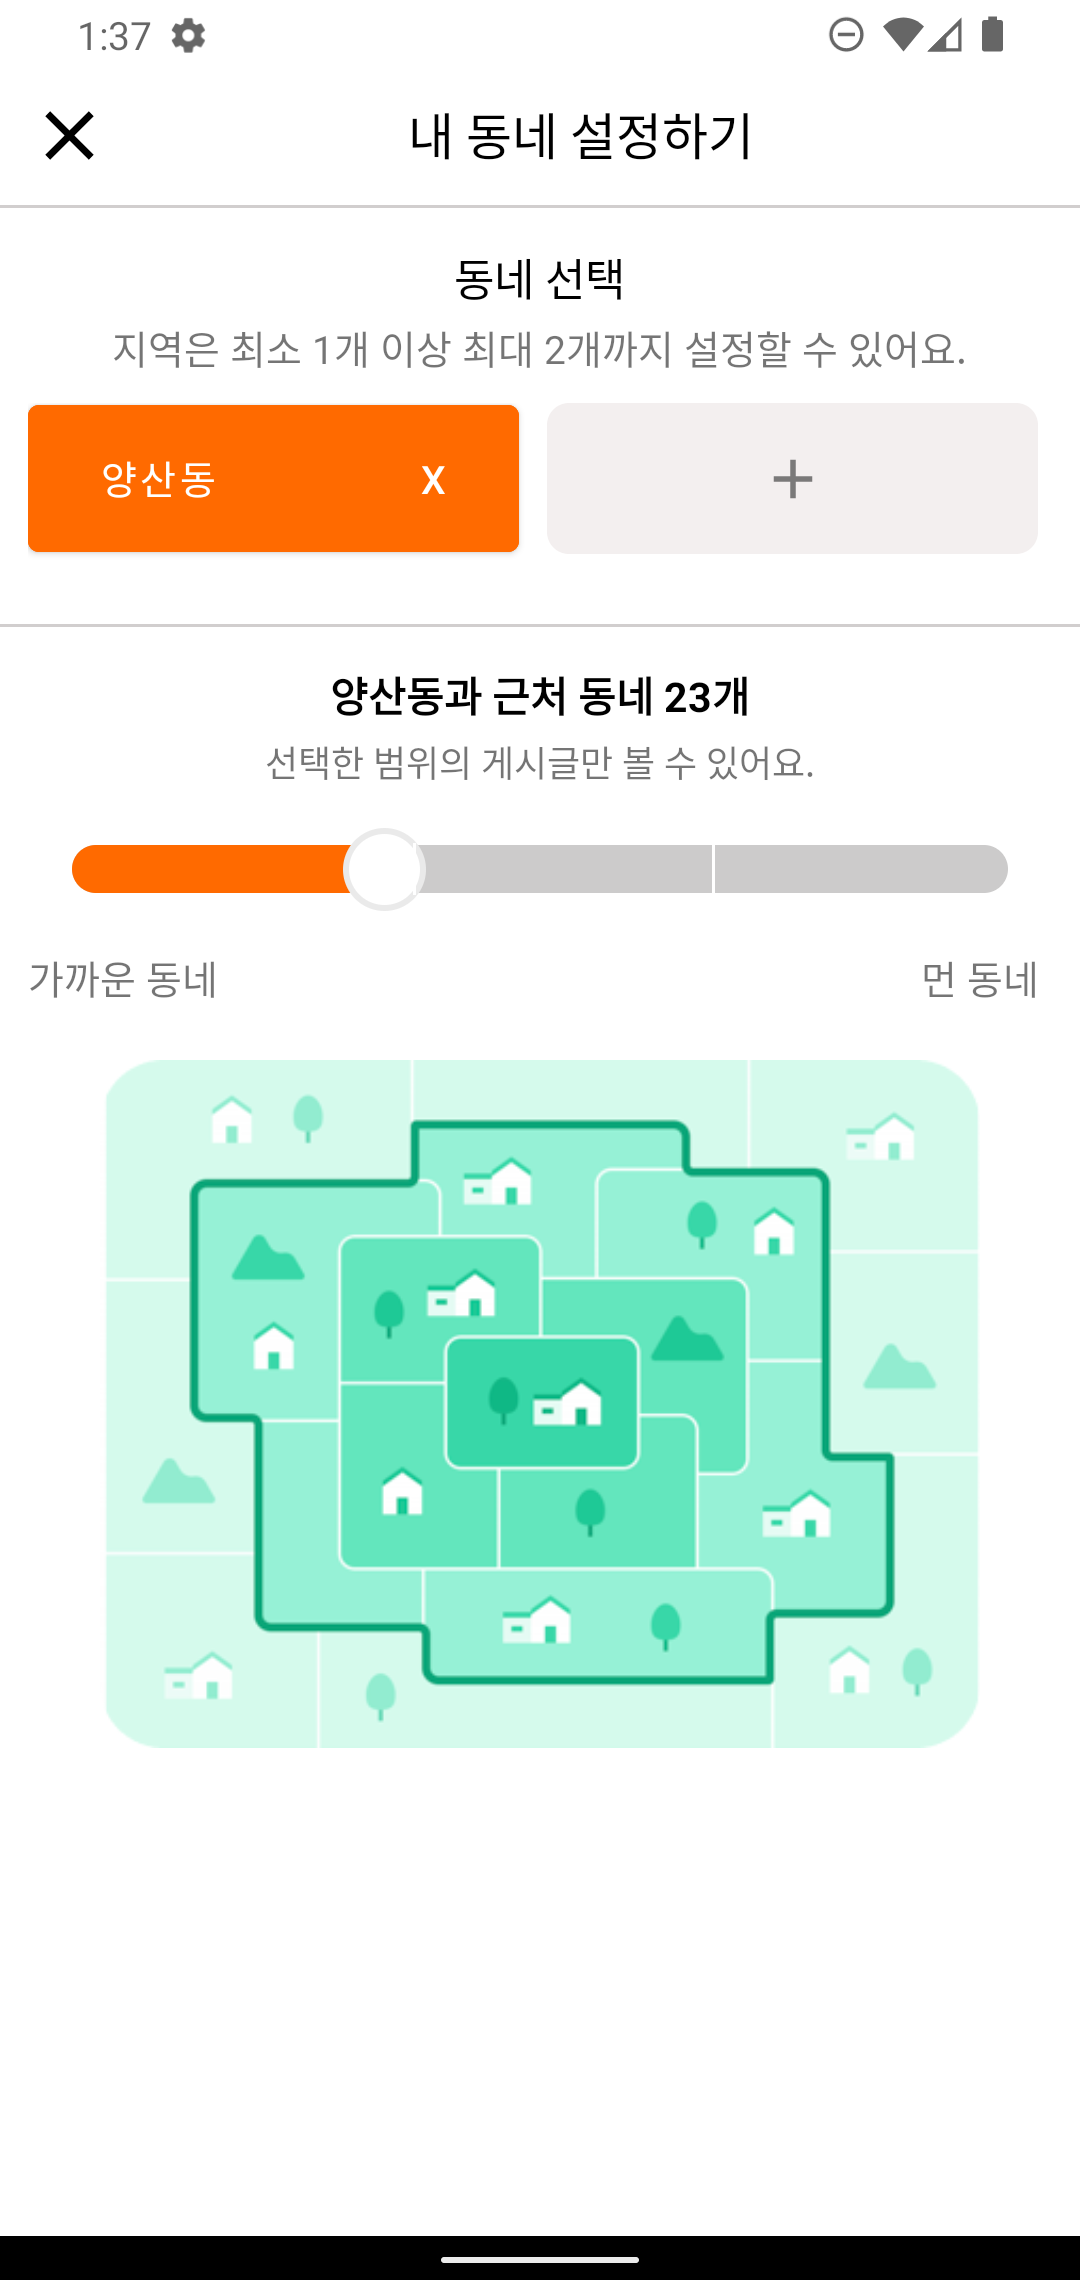 1:37
내 동네 설정하기
동네 선택
지역은 최소 1개 이상 최대 2개까지 설정할 수 있어요.
양산동 X
+
양산동과 근처 동네 23개
선택한 범위의 게시글만 볼 수 있어요.
가까운 동네 먼 동네